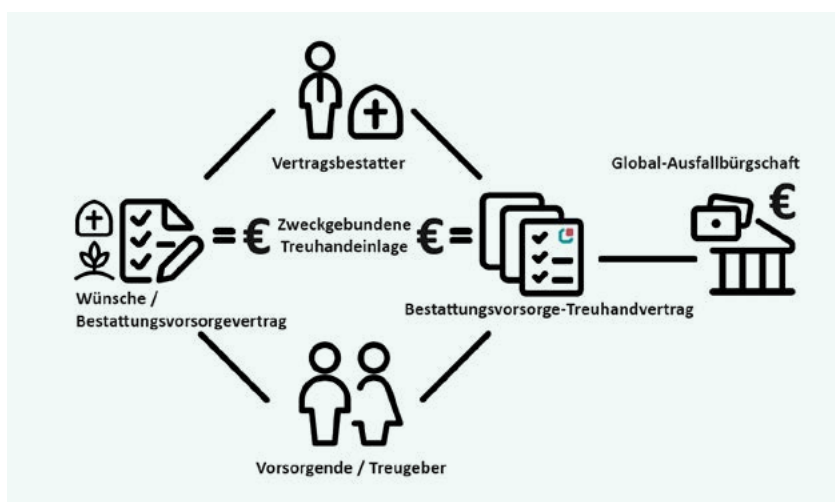 Vertragsbestatter
Global-Ausfallbürgschaft
€
= € Zweckgebundene € =
Treuhandeinlage
Wünsche /
Bestattungsvorsorgevertrag
Bestattungsvorsorge-Treuhandvertrag
Vorsorgende / Treugeber